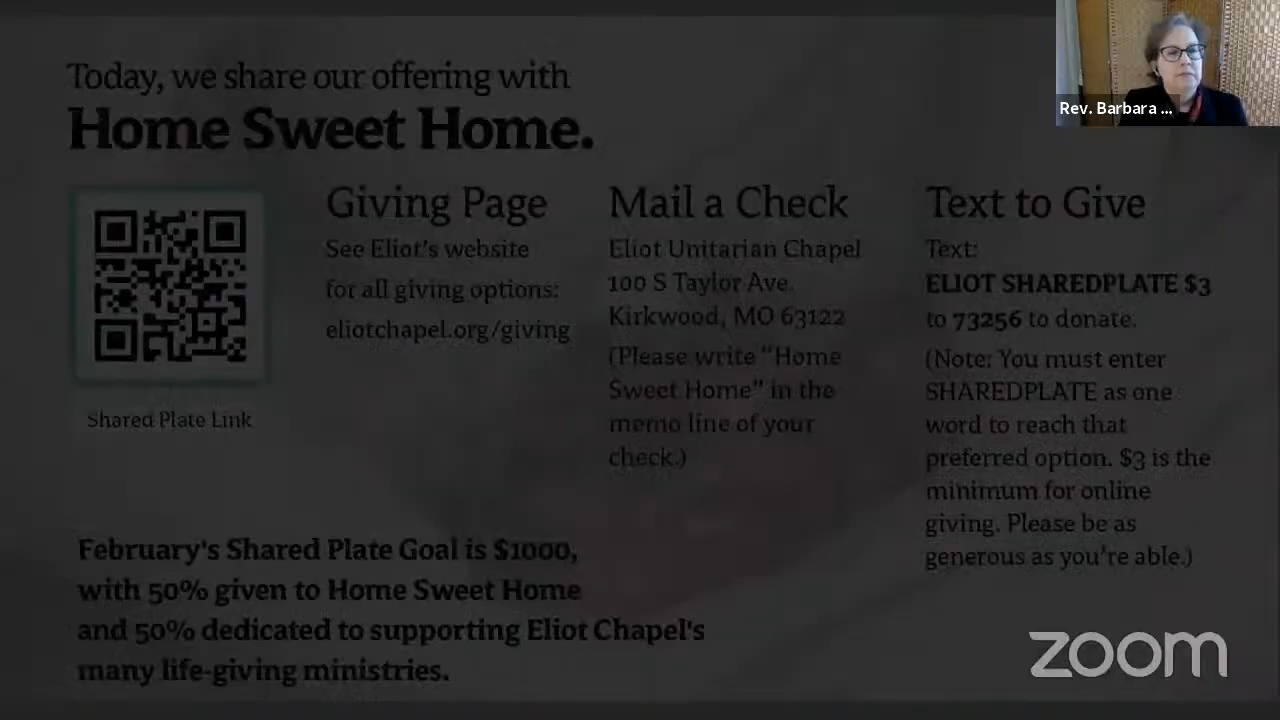 Today, we share our offering with
Home Sweet Home.
Rev. Barbara ...
Shared Plate Link
Giving Page
See Eliot's website
for all giving options:
eliotchapel.org/giving
Mail a Check
Eliot Unitarian Chapel
100 S Taylor Ave.
Kirkwood, MO 63122
(Please write "Home
Sweet Home" in the
memo line of your
check.)
Text to Give
Text:
ELIOT SHAREDPLATE $3
to 73256 to donate.
(Note: You must enter
SHAREDPLATE as one
word to reach that
preferred option. $3 is the
minimum for online
giving. Please be as
generous as you're able.)
February's Shared Plate Goal is $1000,
with 50% given to Home Sweet Home
and 50% dedicated to supporting Eliot Chapel's
many life-giving ministries.
zoom